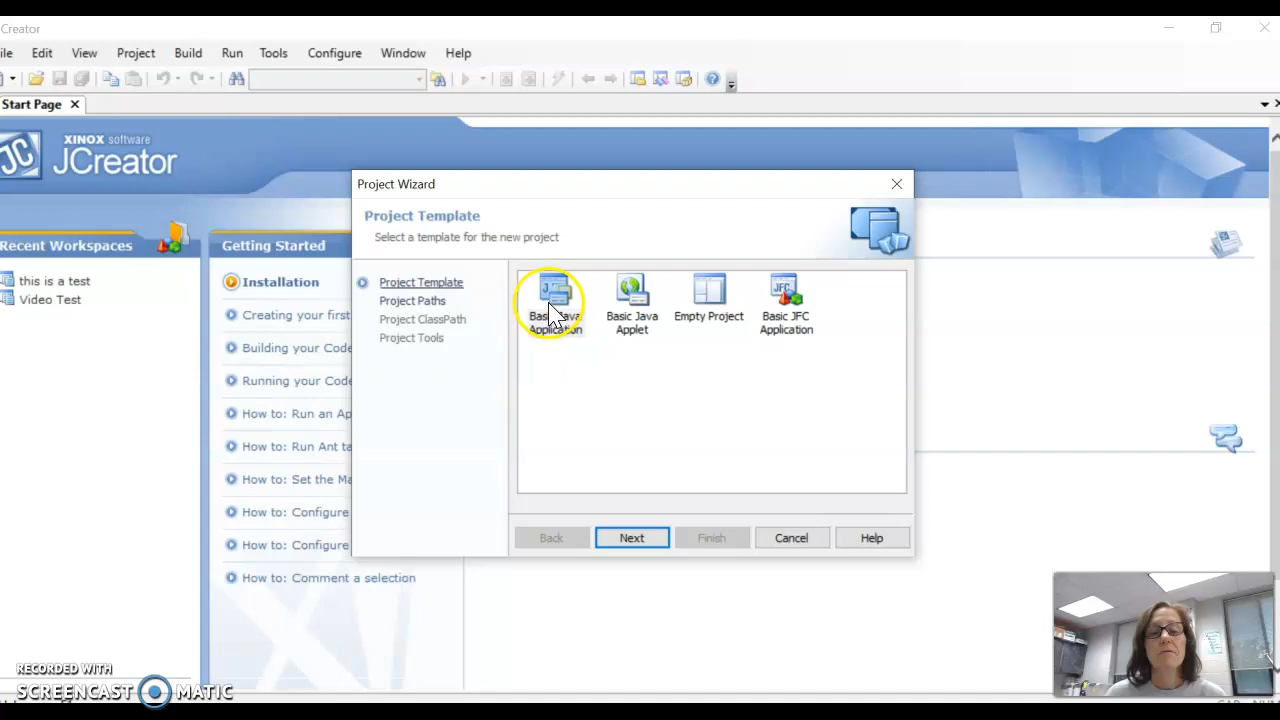 Creator
ile Edit View Project Build Run Tools Configure Window Help
Start Page
XINOX software
JCreator
JC
Recent Workspaces
this is a test
Video Test
Getting Started
Installation
Creating your first
Building your Code
Running your Code
How to: Run an Ap
How to: Run Ant ta
How to: Set the Ma
How to: Configure
How to: Configure
How to: Comment a selection
Project Wizard
Project Template
Select a template for the new project
Project Template
Project Paths
Project ClassPath
Project Tools
Basic Java
Application
Basic Java
Applet
Empty Project
JFC
Basic JFC
Application
Back Next Finish Cancel Help
RECORDED WITH
SCREENCAST MATIC